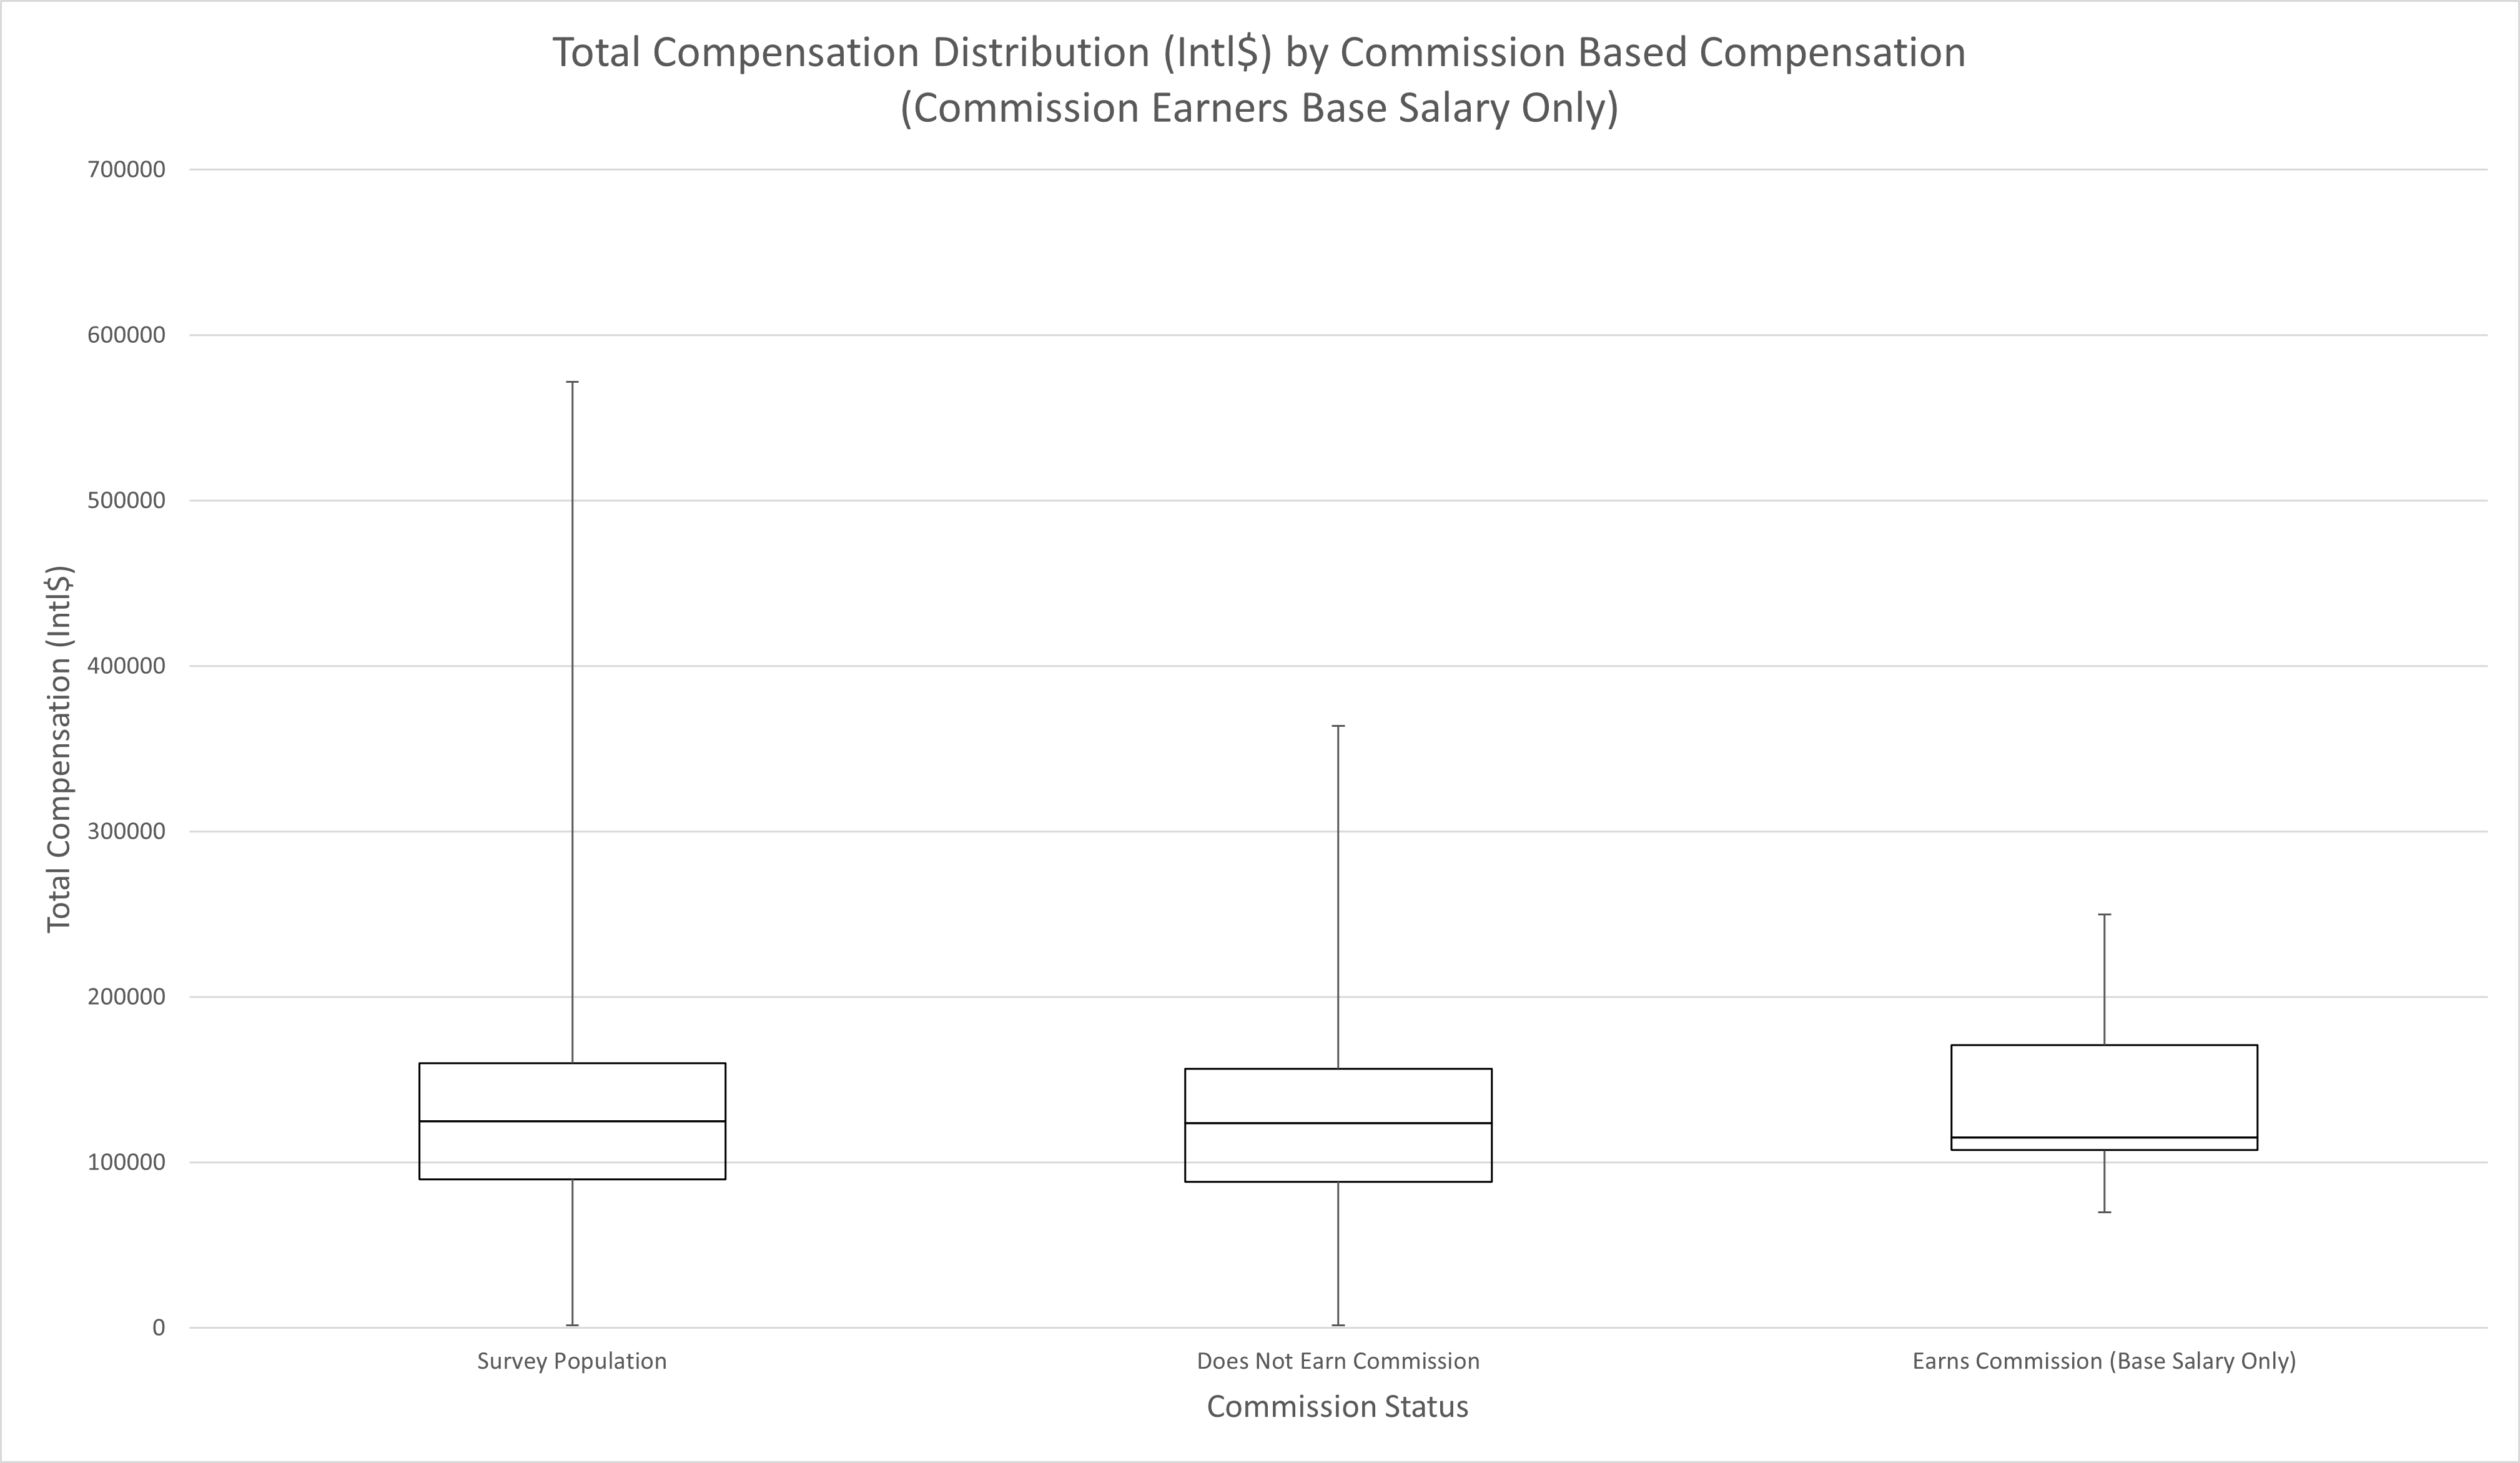 Total Compensation Distribution (Intl$) by Commission Based Compensation
(Commission Earners Base Salary Only)
Total Compensation (Intl$)
700000
600000
500000
400000
300000
200000
100000
0
Survey Population
Does Not Earn Commission
Earns Commission (Base Salary Only)
Commission Status